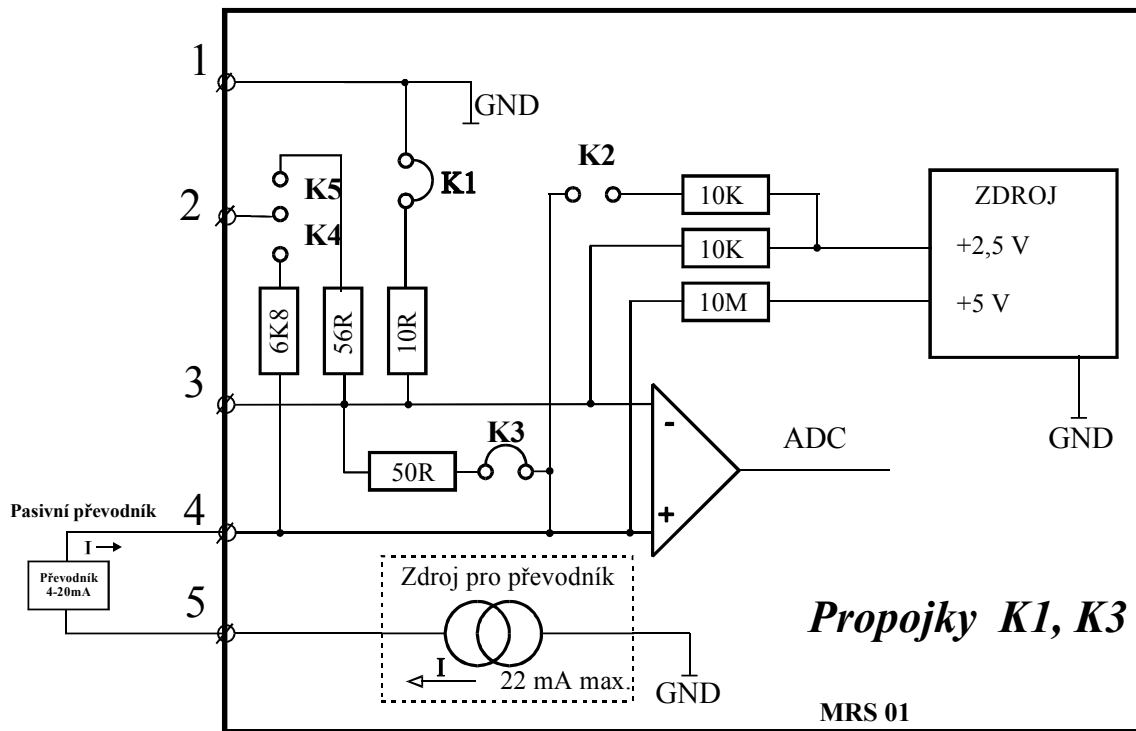 1
GND
K2
K5
K1
10K
ZDROJ
2
K4
10K
+2,5 V
10M
+5 V
6K8
56R
10R
3
-
ADC
GND
K3
50R
Pasivní převodník
4
+
I
Převodník
4-20mA
Zdroj pro převodník
5
I
22 mA max.
GND
Propojky K1, K3
MRS 01